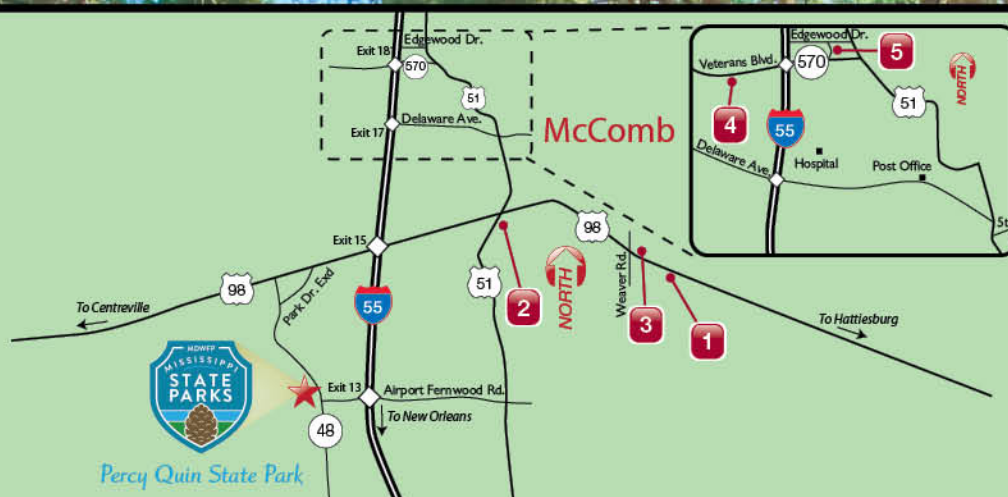 Edgewood Dr.
Exit 18
570
51
Delaware Ave.
Exit 17
McComb
Edgewood Dr.
5
Veterans Blvd.
570
NORTH
4
51
55
Delaware Ave.
Hospital
Post Office
St
Exit 15
98
98
Park Dr. Exd
51
2
NORTH
Weaver Rd.
3
1
55
To Centreville
To Hattiesburg
MDWFP
MISSISSIPPI
STATE
PARKS
Exit 13
Airport Fernwood Rd.
To New Orleans
48
Percy Quin State Park